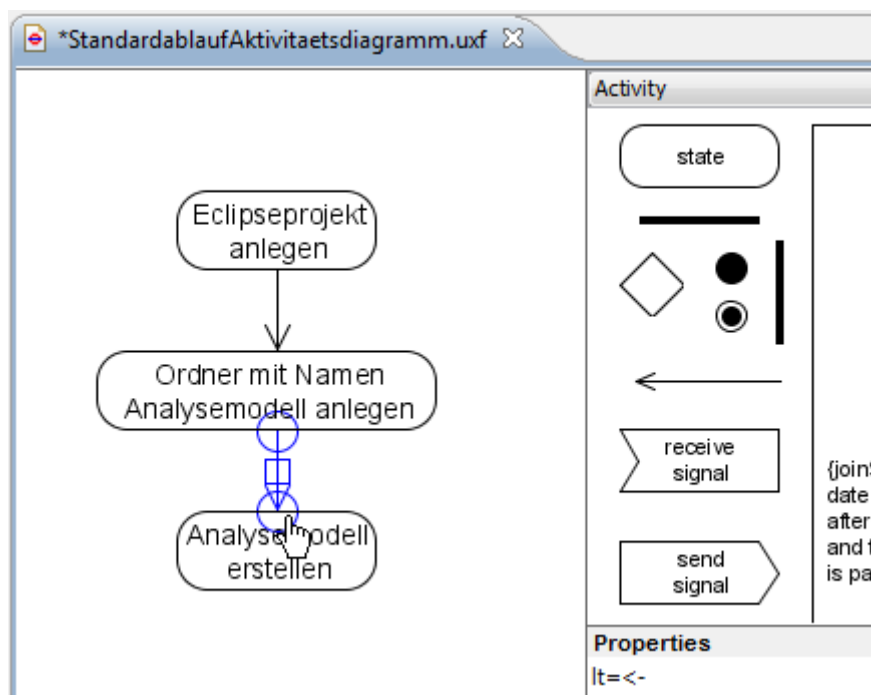 *StandardablaufAktivitaetsdiagramm.uxf
Activity
Eclipseprojekt
anlegen
Ordner mit Namen
Analysemodell anlegen
Analysemodell
erstellen
state
receive
signal
send
signal
date
after
and
is pa
Properties
lt=<-